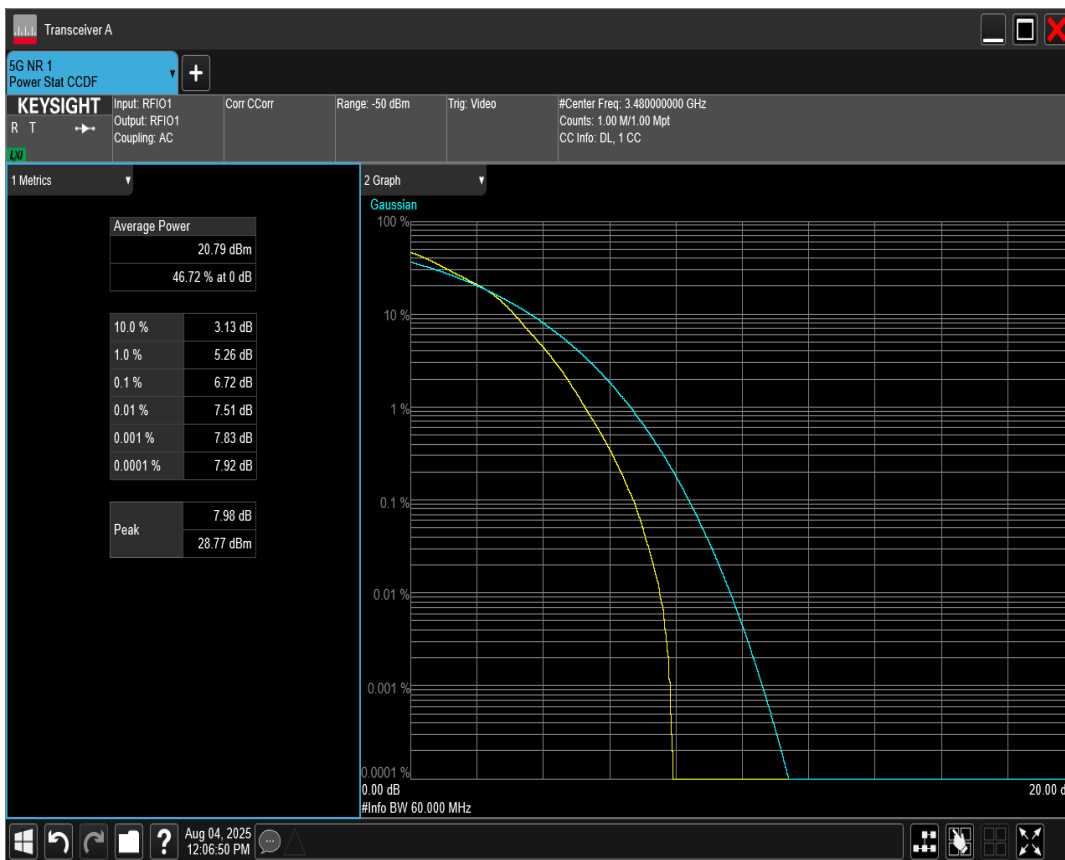 Transceiver A
5G NR 1
Power Stat CCDF
KEYSIGHT
R T
LXI
Input: RFIO1
Output: RFIO1
Coupling: AC
Corr CCorr
Range: -50 dBm
Trig: Video
#Center Freq: 3.480000000 GHz
Counts: 1.00 M/1.00 Mpt
CC Info: DL, 1 CC
1 Metrics
Average Power
20.79 dBm
46.72 % at 0 dB
10.0 % 3.13 dB
1.0 % 5.26 dB
0.1 % 6.72 dB
0.01 % 7.51 dB
0.001 % 7.83 dB
0.0001 % 7.92 dB
Peak
7.98 dB
28.77 dBm
2 Graph
Gaussian
100 %
10 %
1 %
0.1 %
0.01 %
0.001 %
0.0001 %
0.00 dB 20.00 d
#Info BW 60.000 MHz
? Aug 04, 2025
12:06:50 PM